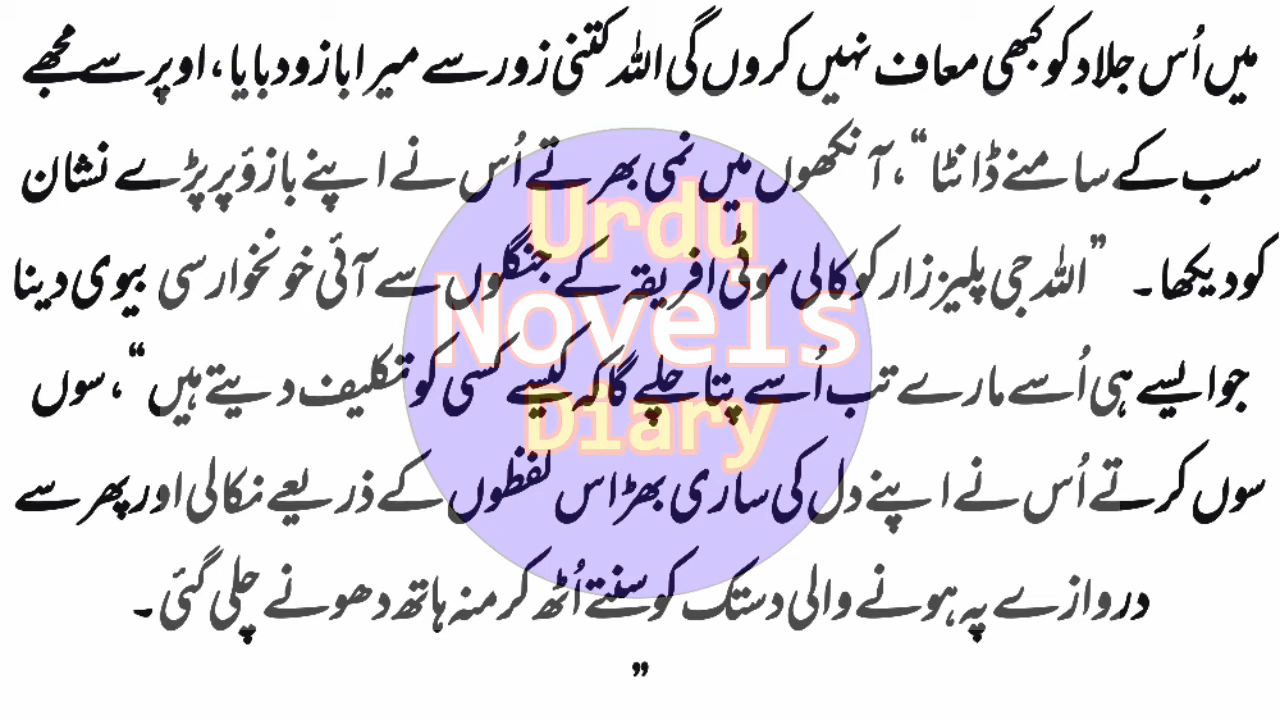 میں اُس جلاد کو کبھی معاف نہیں کروں گی اللہ کتنی زور سے میرا بازو دبایا، اوپر سے مجھے
سب کے سامنے ڈانٹا“، آنکھوں میں نمی بھرتے اُس نے اپنے بازؤ پر پڑے نشان
کو دیکھا۔ ”اللہ جی پلیز زار کو کالی موٹی افریقہ کے جنگلوں سے آئی خونخوار سی بیوی دینا
جو ایسے ہی اُسے مارے تب اُسے پتا چلے گا کہ کیسے کسی کو تکلیف دیتے ہیں“، سوں
سوں کرتے اُس نے اپنے دل کی ساری بھڑاس لفظوں کے ذریعے نکالی اور پھر سے
دروازے پہ ہونے والی دستک کو سنتے اُٹھ کر منہ ہاتھ دھونے چلی گئی۔
”
Urdu
Novels
Diary